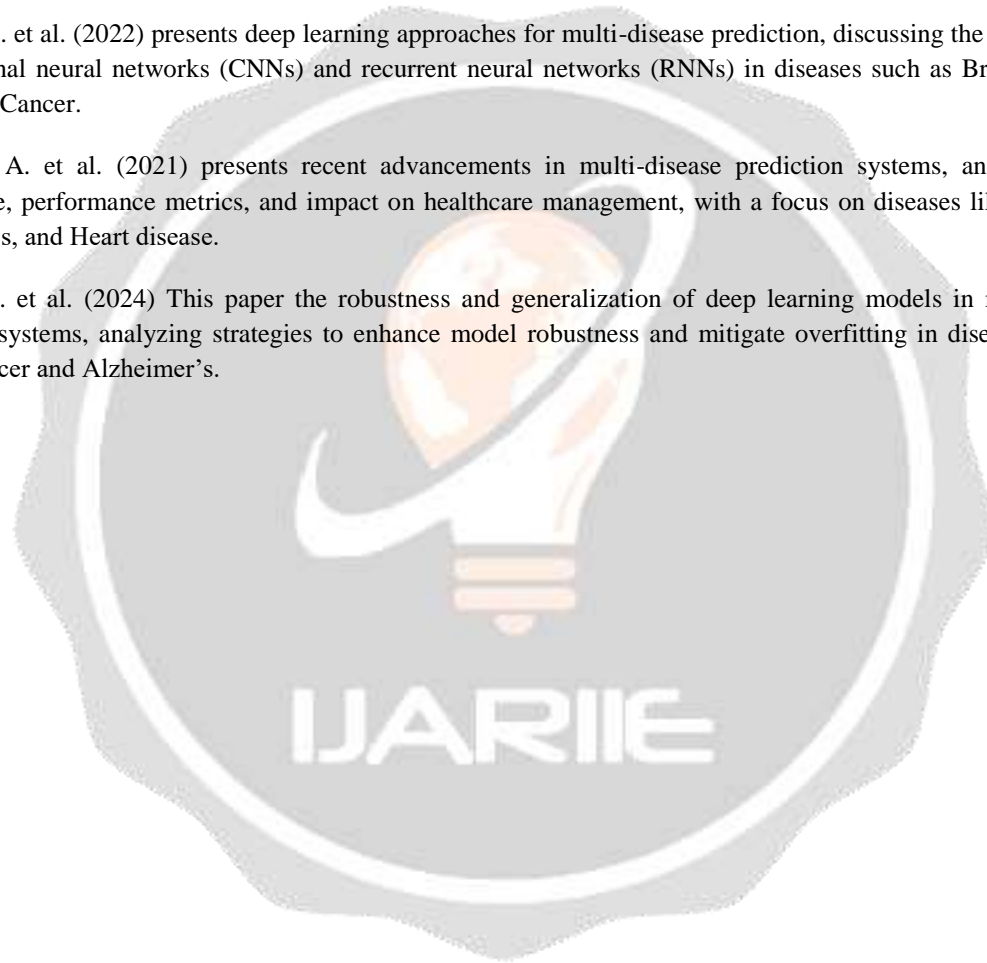 . et al. (2022) presents deep learning approaches for multi-disease prediction, discussing the
nal neural networks (CNNs) and recurrent neural networks (RNNs) in diseases such as Br
Cancer.
A. et al. (2021) presents recent advancements in multi-disease prediction systems, an
e, performance metrics, and impact on healthcare management, with a focus on diseases li
s, and Heart disease.
. et al. (2024) This paper the robustness and generalization of deep learning models in
systems, analyzing strategies to enhance model robustness and mitigate overfitting in dise
cer and Alzheimer’s.
IJARIIE